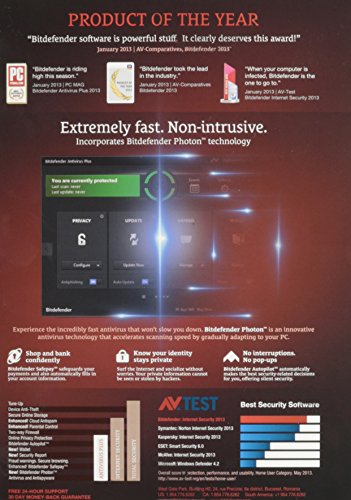 PRODUCT OF THE YEAR
"Bitdefender software is powerful stuff. It clearly deserves this award!"
January 2013 | AV-Comparatives, Bitdefender 2013
PC
"Bitdefender is riding
high this season."
January 2013 | PC MAG
Bitdefender Antivirus Plus 2013
"Bitdefender took the lead
in the industry."
January 2013 | AV-Comparatives
Bitdefender 2013
"When your computer is
infected, Bitdefender is the
one to go to."
January 2013 | AV-Test
Bitdefender Internet Security 2013
Extremely fast. Non-intrusive.
Incorporates Bitdefender Photon™ technology
Bitdefender Antivirus Plus
You are currently protected
Last scan: never
Last update: never
Events
PRIVACY
UPDATE
Configure
Update Now
Manage
Antiphishing
ON
Auto Update
ON
Bitdefender
Experience the incredibly fast antivirus that won't slow you down. Bitdefender Photon™ is an innovative
antivirus technology that accelerates scanning speed by gradually adapting to your PC.
Shop and bank
confidently
Bitdefender Safepay™ safeguards your
payments and also automatically fills in
your account information.
Know your identity
stays private
Surf the Internet and socialize without
worries. Your private information cannot
be seen or stolen by hackers.
No interruptions.
No pop-ups
Bitdefender Autopilot™ automatically
makes the best security-related decisions
for you, offering silent security.
Tune-Up
Device Anti-Theft
Secure Online Storage
Enhanced! Cloud Antispam
Enhanced! Parental Control
Two-way Firewall
Online Privacy Protection
Bitdefender Autopilot™
New! Wallet
New! Security Report
Fraud warnings. Secure browsing.
Enhanced! Bitdefender Safepay™
New! Bitdefender Photon™
Antivirus and Antispyware
ANTIVIRUS PLUS
INTERNET SECURITY
TOTAL SECURITY
AV-TEST
Best Security Software
Bitdefender: Internet Security 2013
Symantec: Norton Internet Security 2013
Kaspersky: Internet Security 2013
ESET: Smart Security 6.0
McAfee: Internet Security 2013
Microsoft: Windows Defender 4.2
Overall score in protection, performance, and usability. Home User Category. May 2013.
FREE 24-HOUR SUPPORT
30 DAY MONEY BACK GUARANTEE